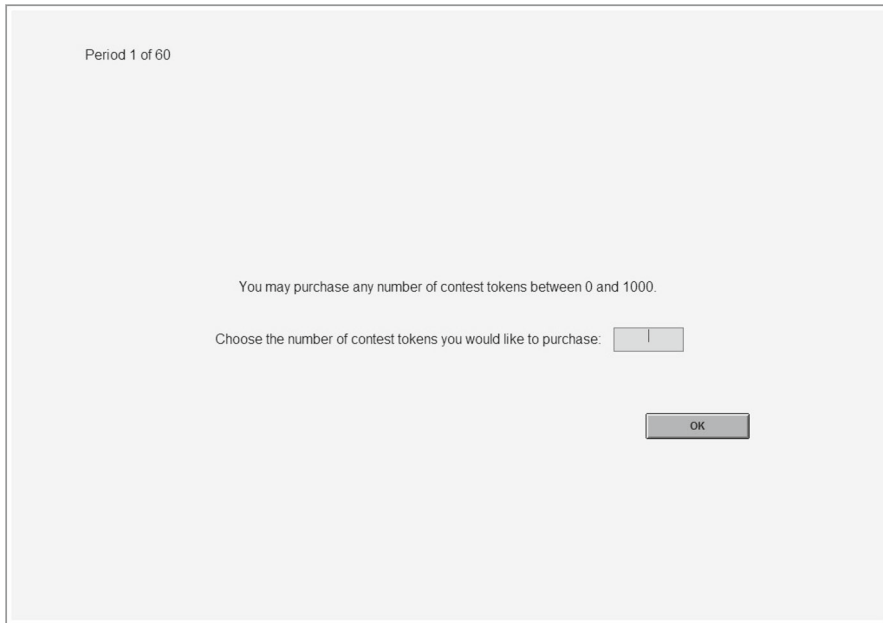 Period 1 of 60
You may purchase any number of contest tokens between 0 and 1000.
Choose the number of contest tokens you would like to purchase:
OK